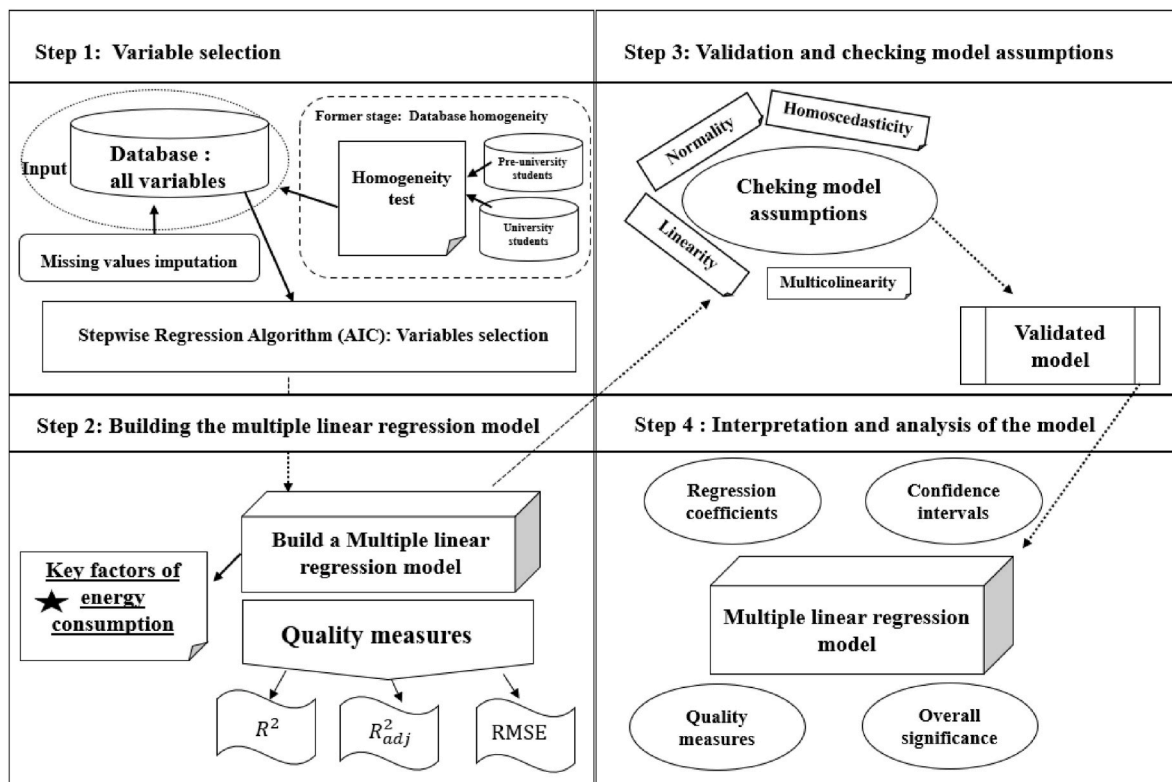 Step 1: Variable selection
Former stage: Database homogeneity
Input
Database :
all variables
Homogeneity
test
Pre-university
students
University
students
Missing values imputation
Stepwise Regression Algorithm (AIC): Variables selection
Step 2: Building the multiple linear regression model
Build a Multiple linear
regression model
Key factors of
energy
consumption
Quality measures
R²
R²adj
RMSE
Step 3: Validation and checking model assumptions
Normality
Homoscedasticity
Cheking model
assumptions
Linearity
Multicolinearity
Validated
model
Step 4 : Interpretation and analysis of the model
Regression
coefficients
Confidence
intervals
Multiple linear regression
model
Quality
measures
Overall
significance